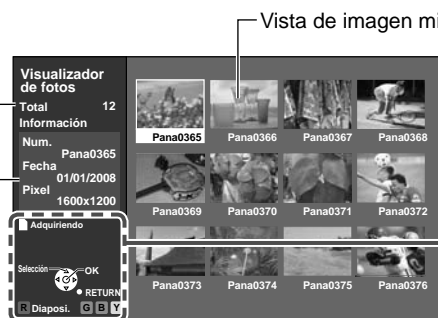 Vista de imagen mi
Visualizador
de fotos
Total 12
Información
Num.
Pana0365
Fecha
01/01/2008
Pixel
1600x1200
Adquiriendo
Selección OK
RETURN
R Diaposi. G B Y
Pana0365 Pana0366 Pana0367 Pana0368
Pana0369 Pana0370 Pana0371 Pana0372
Pana0373 Pana0374 Pana0375 Pana0376